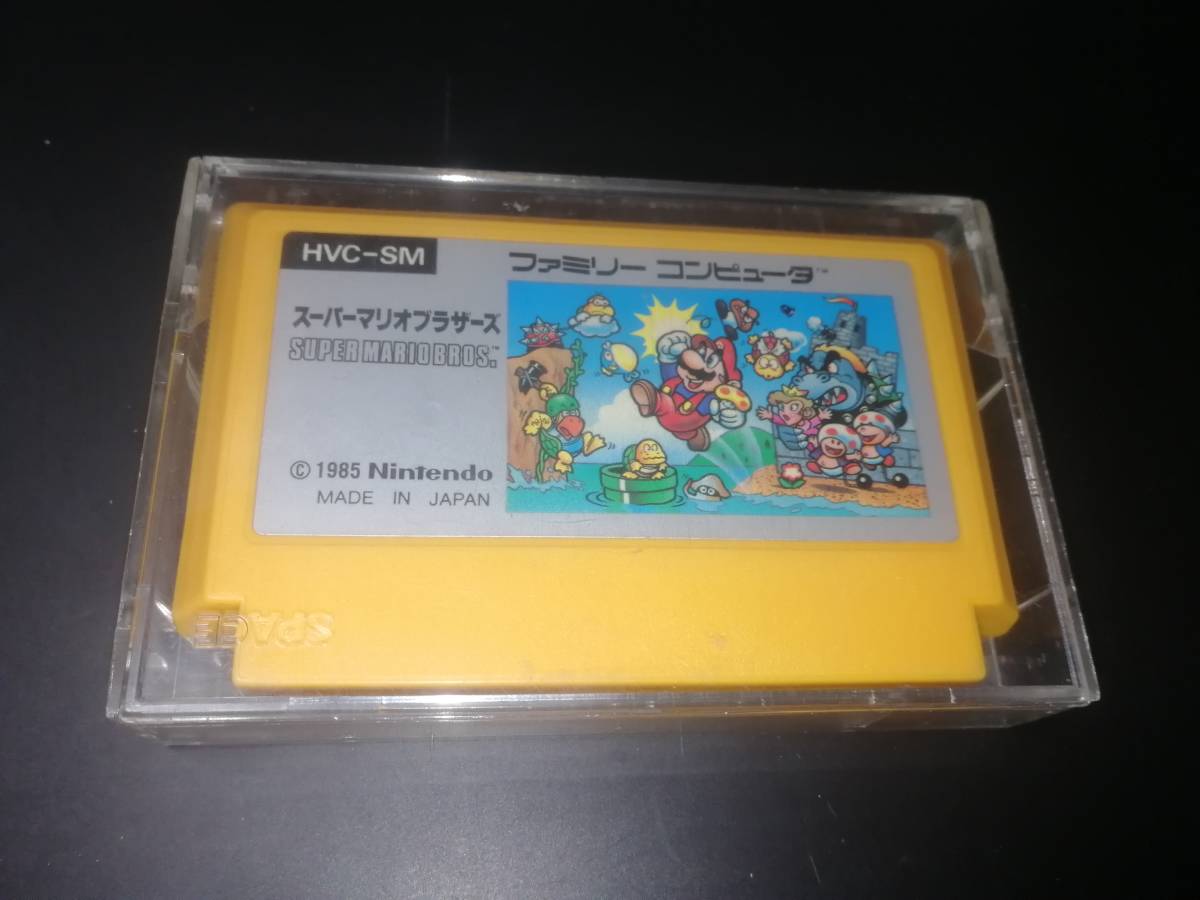 HVC-SM
ファミリー コンピュータ™
スーパーマリオブラザーズ
SUPER MARIO BROS.™
© 1985 Nintendo
MADE IN JAPAN
SPACE